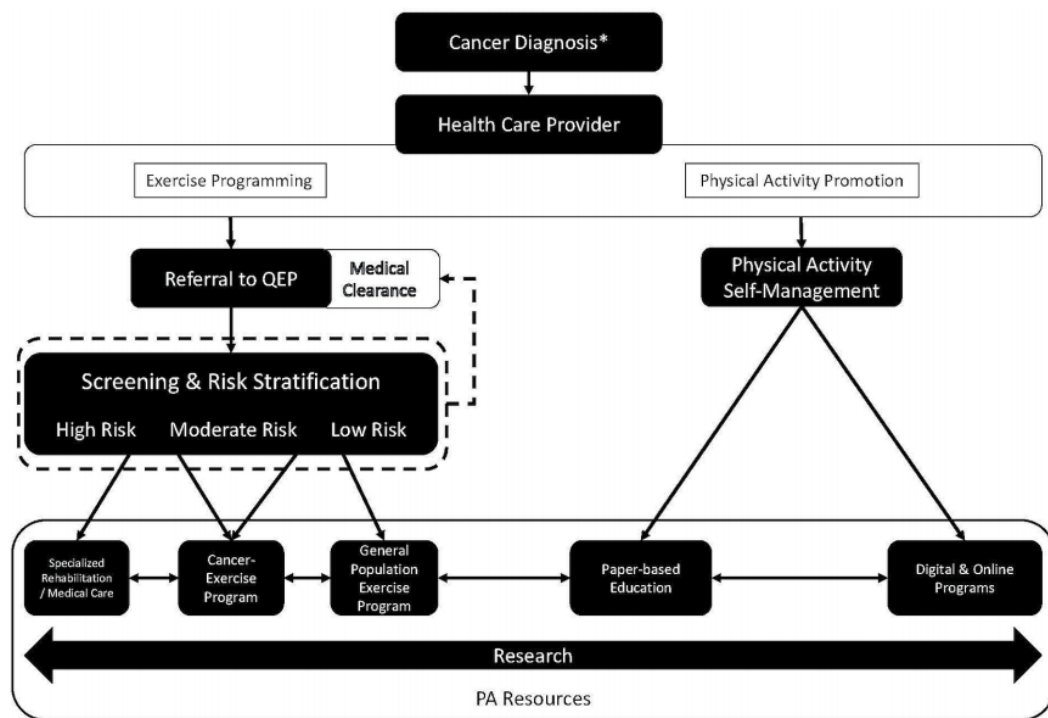 Cancer Diagnosis*
Health Care Provider
Exercise Programming
Physical Activity Promotion
Referral to QEP
Medical
Clearance
Physical Activity
Self-Management
Screening & Risk Stratification
High Risk
Moderate Risk
Low Risk
Specialized
Rehabilitation
/ Medical Care
Cancer-
Exercise
Program
General
Population
Exercise
Program
Paper-based
Education
Digital & Online
Programs
Research
PA Resources